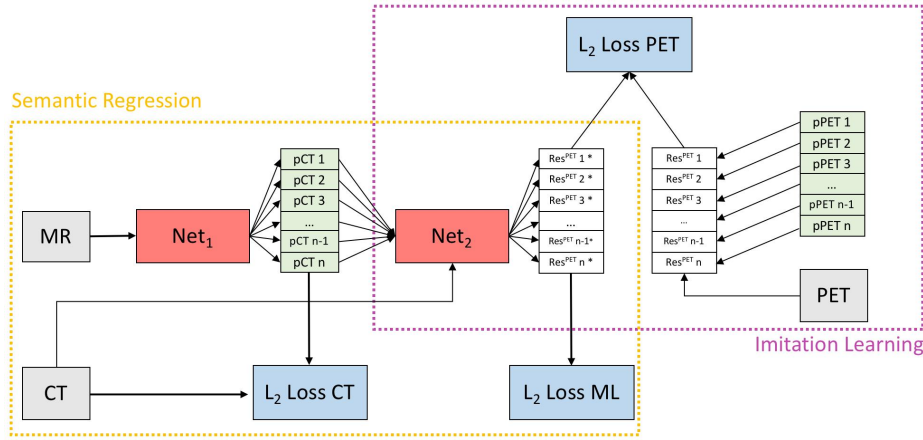 L₂ Loss PET
Semantic Regression
MR
Net₁
pCT 1
pCT 2
pCT 3
...
pCT n-1
pCT n
Net₂
Resᴾᴱᵀ 1 *
Resᴾᴱᵀ 2 *
Resᴾᴱᵀ 3 *
...
Resᴾᴱᵀ n-1*
Resᴾᴱᵀ n *
Resᴾᴱᵀ 1
Resᴾᴱᵀ 2
Resᴾᴱᵀ 3
...
Resᴾᴱᵀ n-1
Resᴾᴱᵀ n
pPET 1
pPET 2
pPET 3
...
pPET n-1
pPET n
PET
Imitation Learning
CT
L₂ Loss CT
L₂ Loss ML